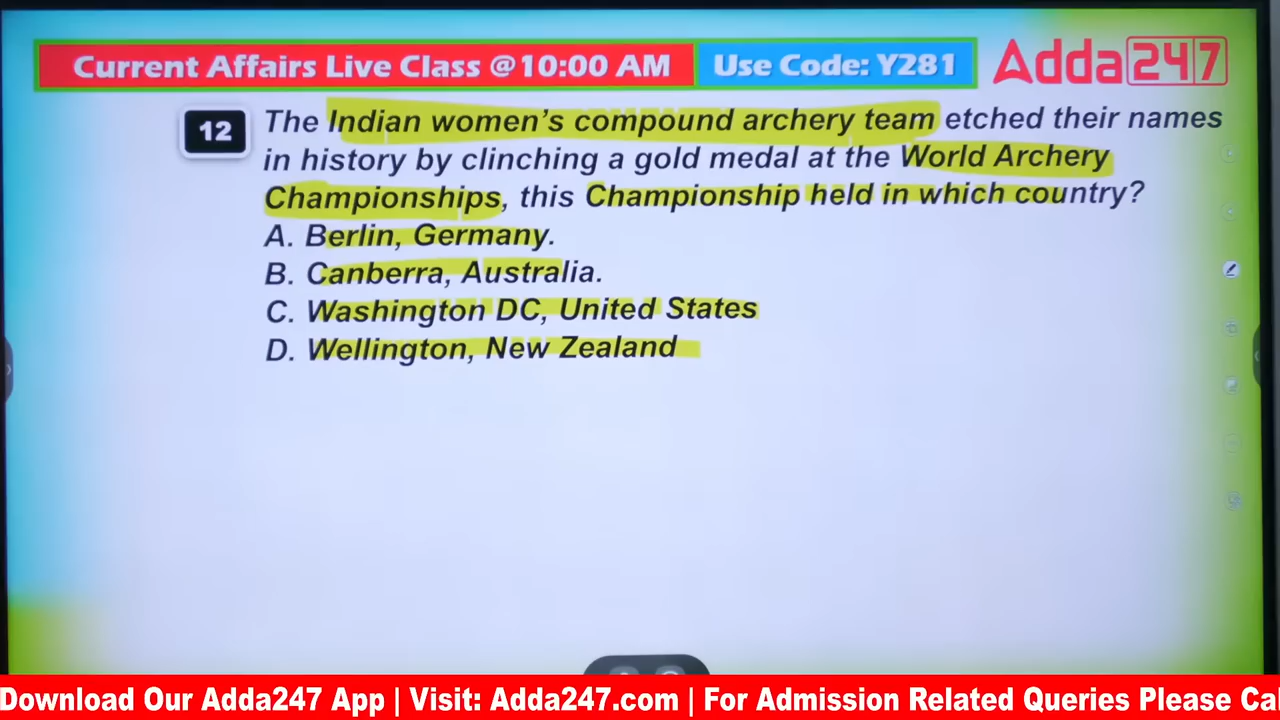 Current Affairs Live Class @10:00 AM
Use Code: Y281
Adda247
12
The Indian women's compound archery team etched their names
in history by clinching a gold medal at the World Archery
Championships, this Championship held in which country?
A. Berlin, Germany.
B. Canberra, Australia.
C. Washington DC, United States
D. Wellington, New Zealand
Download Our Adda247 App | Visit: Adda247.com | For Admission Related Queries Please Cal